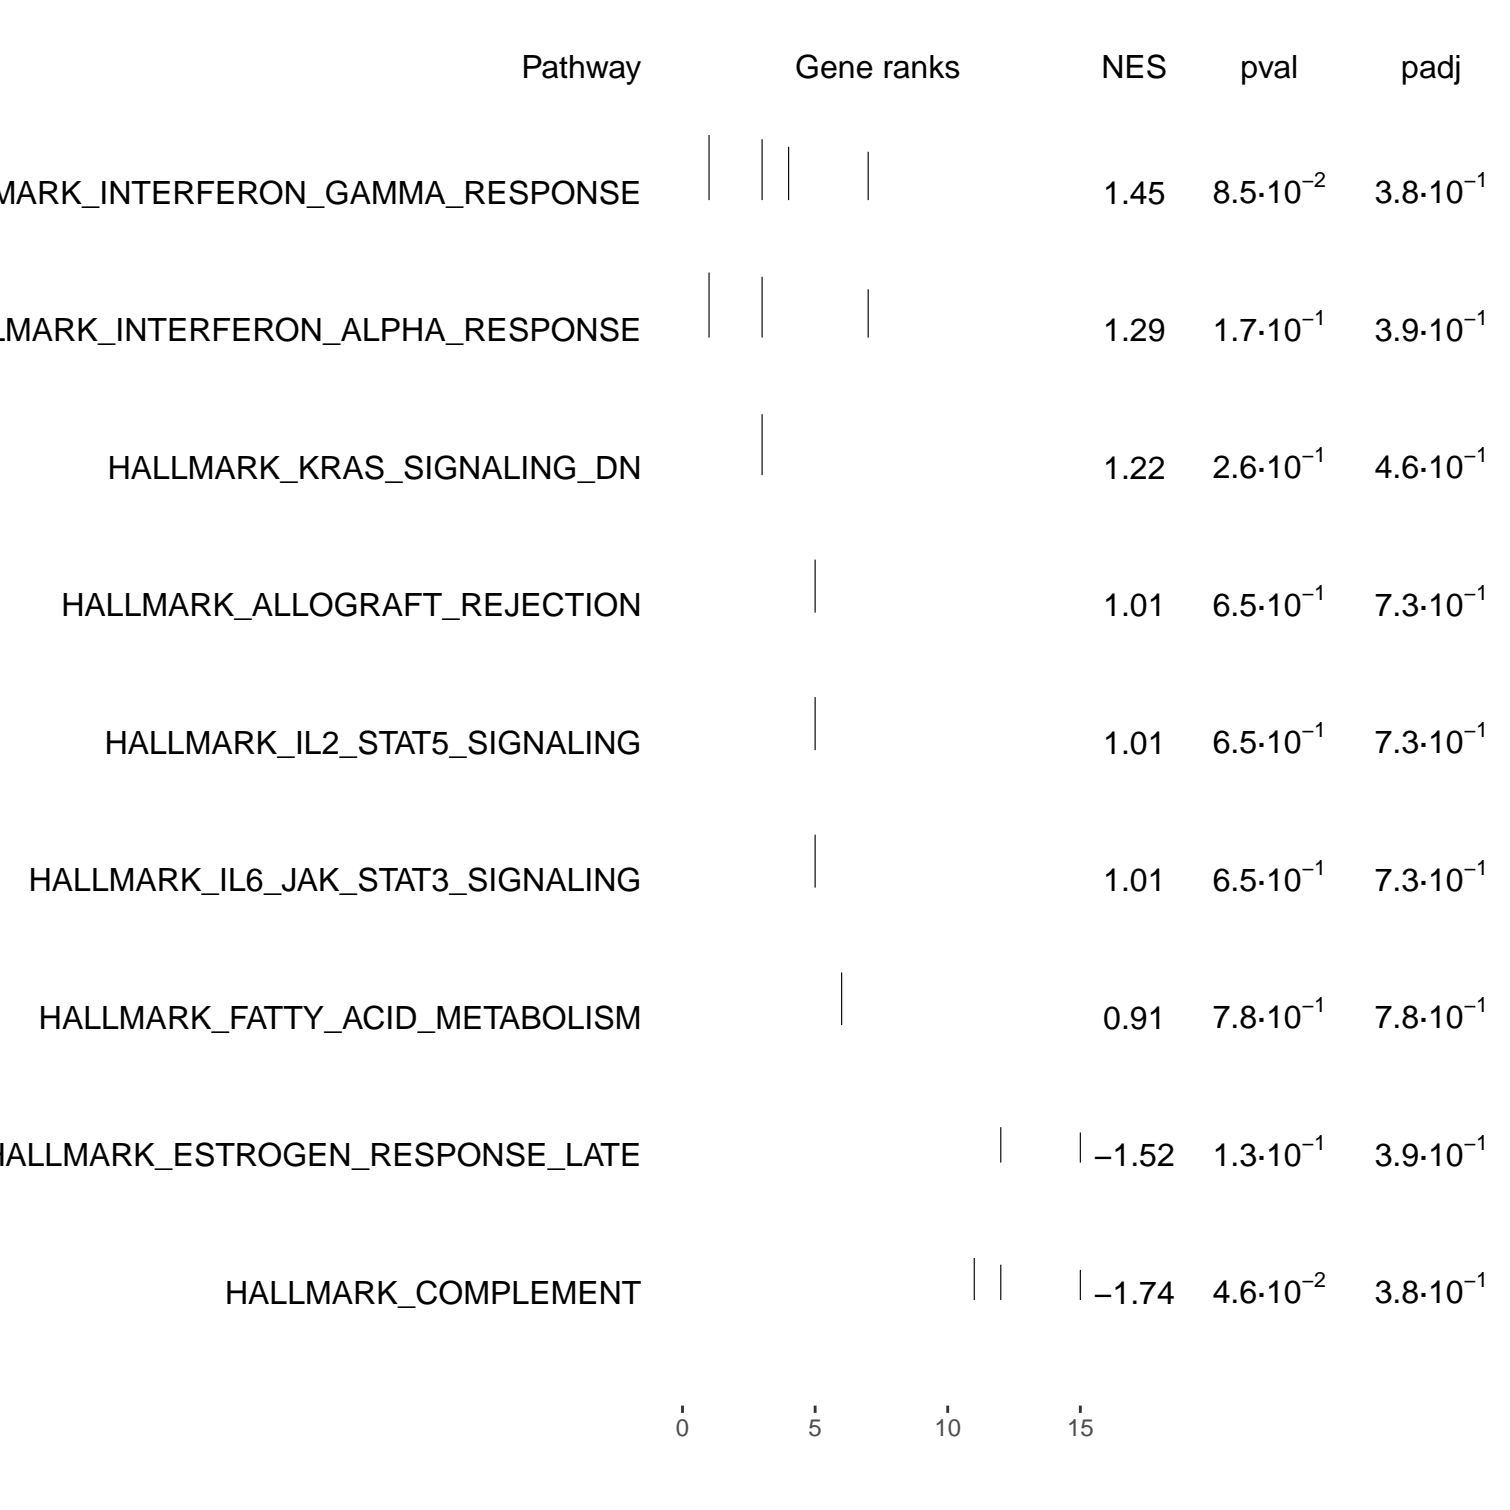 Pathway Gene ranks NES pval padj
MARK_INTERFERON_GAMMA_RESPONSE 1.45 8.5·10⁻² 3.8·10⁻¹
LMARK_INTERFERON_ALPHA_RESPONSE 1.29 1.7·10⁻¹ 3.9·10⁻¹
HALLMARK_KRAS_SIGNALING_DN 1.22 2.6·10⁻¹ 4.6·10⁻¹
HALLMARK_ALLOGRAFT_REJECTION 1.01 6.5·10⁻¹ 7.3·10⁻¹
HALLMARK_IL2_STAT5_SIGNALING 1.01 6.5·10⁻¹ 7.3·10⁻¹
HALLMARK_IL6_JAK_STAT3_SIGNALING 1.01 6.5·10⁻¹ 7.3·10⁻¹
HALLMARK_FATTY_ACID_METABOLISM 0.91 7.8·10⁻¹ 7.8·10⁻¹
HALLMARK_ESTROGEN_RESPONSE_LATE −1.52 1.3·10⁻¹ 3.9·10⁻¹
HALLMARK_COMPLEMENT −1.74 4.6·10⁻² 3.8·10⁻¹
0 5 10 15